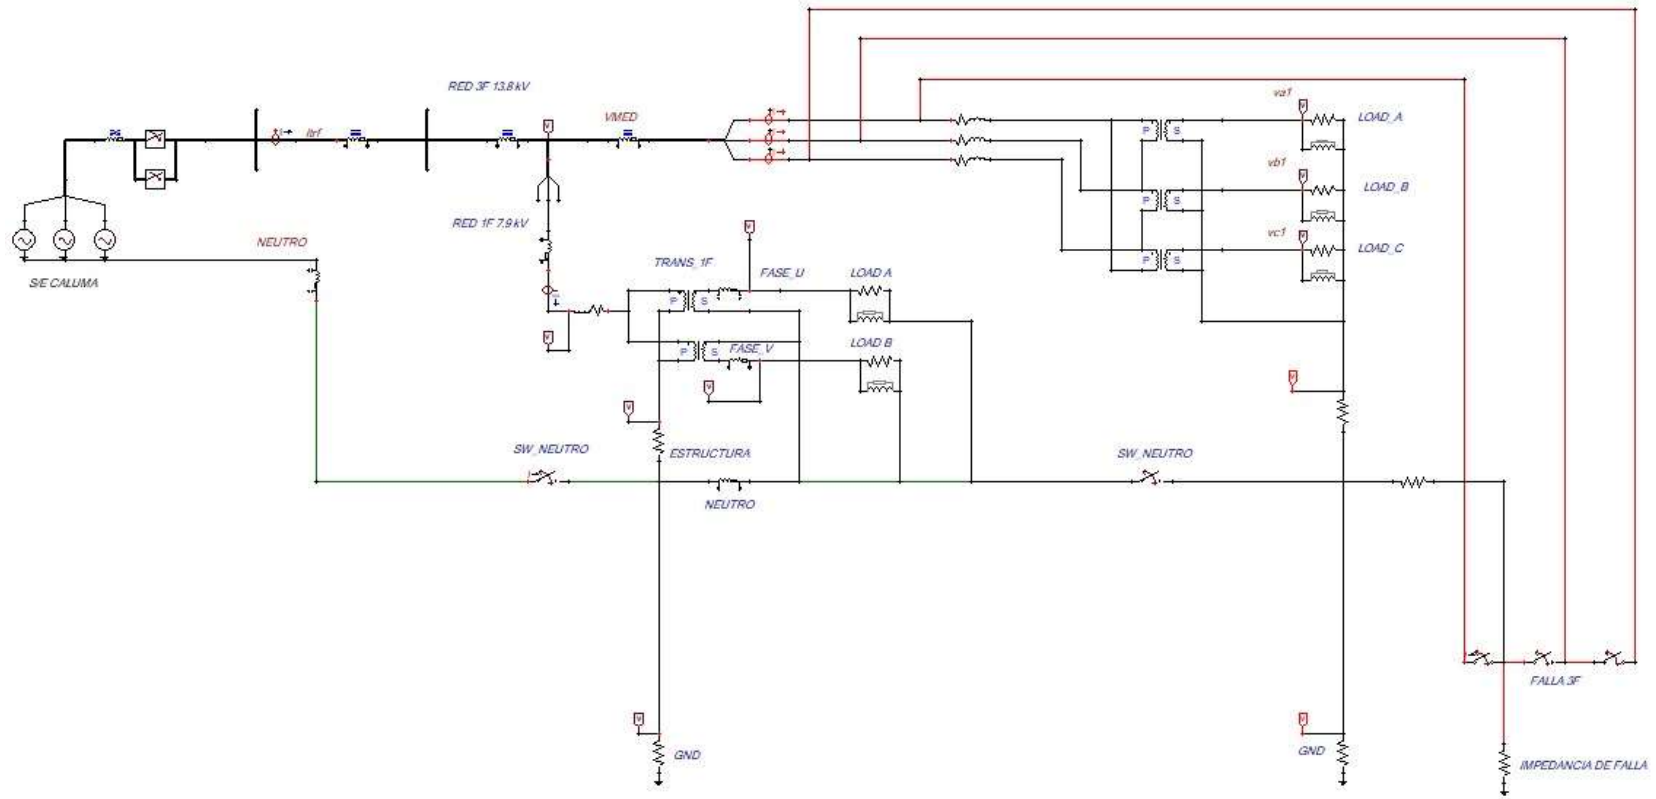 RED 3F 13.8 kV
Itrf
VMED
va1
LOAD_A
vb1
LOAD_B
vc1
LOAD_C
P S
P S
P S
NEUTRO
S/E CALUMA
RED 1F 7.9 kV
TRANS_1F
FASE_U
LOAD A
P S
P S
FASE_V
LOAD B
SW_NEUTRO
ESTRUCTURA
NEUTRO
SW_NEUTRO
FALLA 3F
GND
GND
IMPEDANCIA DE FALLA